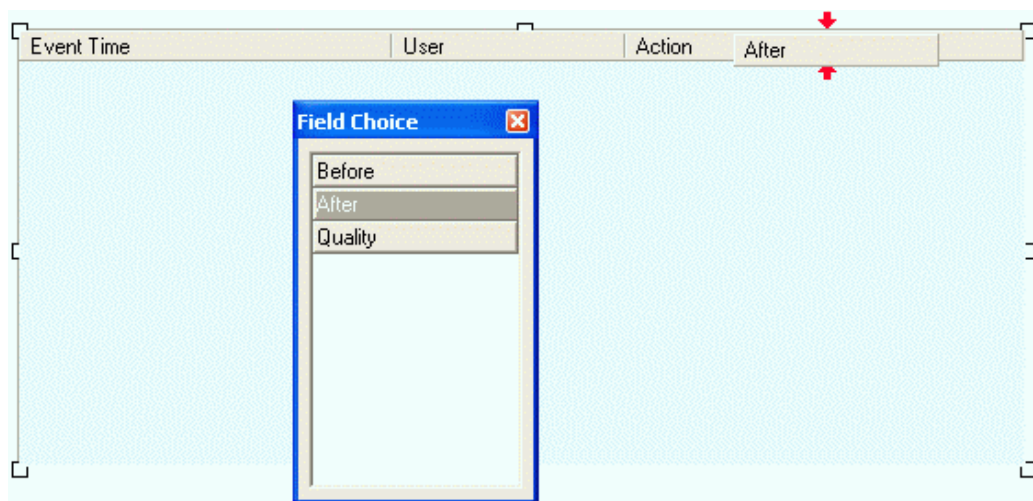 Event Time User Action After
Field Choice
Before
After
Quality